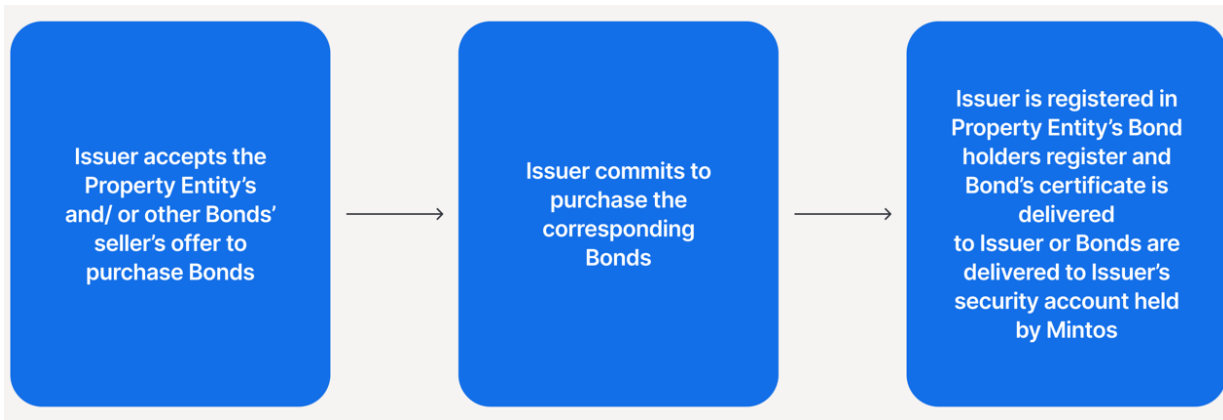 Issuer accepts the
Property Entity’s
and/ or other Bonds’
seller’s offer to
purchase Bonds
Issuer commits to
purchase the
corresponding
Bonds
Issuer is registered in
Property Entity’s Bond
holders register and
Bond’s certificate is
delivered
to Issuer or Bonds are
delivered to Issuer’s
security account held
by Mintos